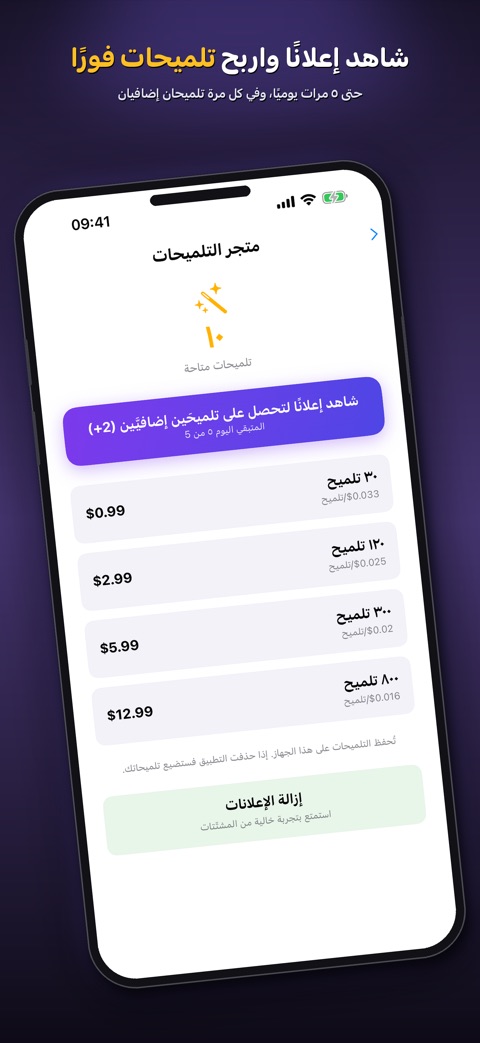 شاهد إعلانًا واربح تلميحات فورًا
حتى ٥ مرات يوميًا، وفي كل مرة تلميحان إضافيان
09:41
متجر التلميحات
١٠
تلميحات متاحة
شاهد إعلانًا لتحصل على تلميحَين إضافيَّين (+2)
المتبقي اليوم ٥ من 5
٣٠ تلميح
$0.033/تلميح
$0.99
١٢٠ تلميح
$0.025/تلميح
$2.99
٣٠٠ تلميح
$0.02/تلميح
$5.99
٨٠٠ تلميح
$0.016/تلميح
$12.99
تُحفظ التلميحات على هذا الجهاز. إذا حذفت التطبيق فستضيع تلميحاتك.
إزالة الإعلانات
استمتع بتجربة خالية من المشتّتات